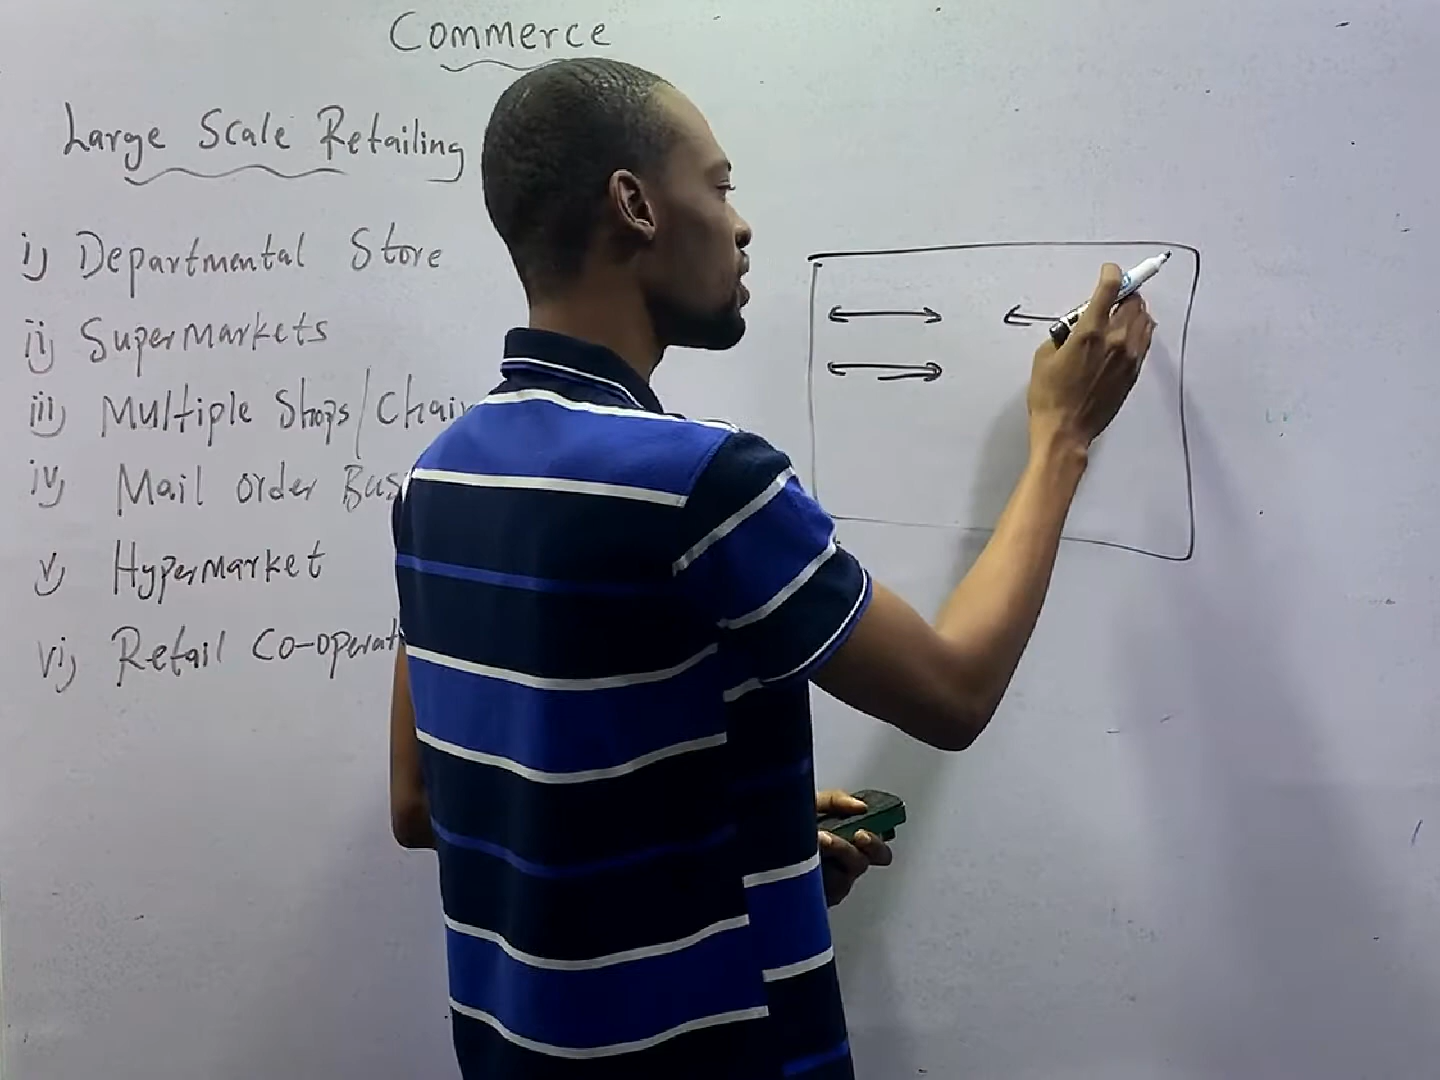 Commerce
Large Scale Retailing
i) Departmental Store
ii) Supermarkets
iii) Multiple Shops/Chain
iv) Mail order Bus
v) Hypermarket
vi) Retail Co-operat